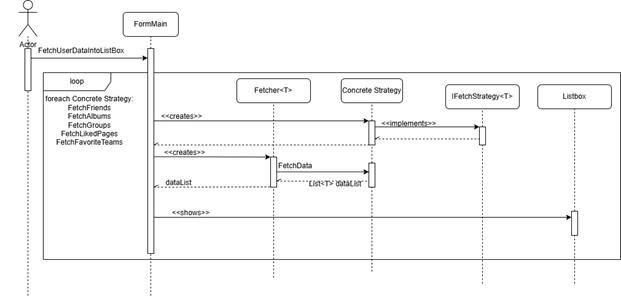 FormMain
Actor
FetchUserDataIntoListBox
loop
foreach Concrete Strategy:
FetchFriends
FetchAlbums
FetchGroups
FetchLikedPages
FetchFavoriteTeams
Fetcher<T>
Concrete Strategy
IFetchStrategy<T>
Listbox
<<creates>>
<<implements>>
<<creates>>
FetchData
dataList
List<T> dataList
<<shows>>